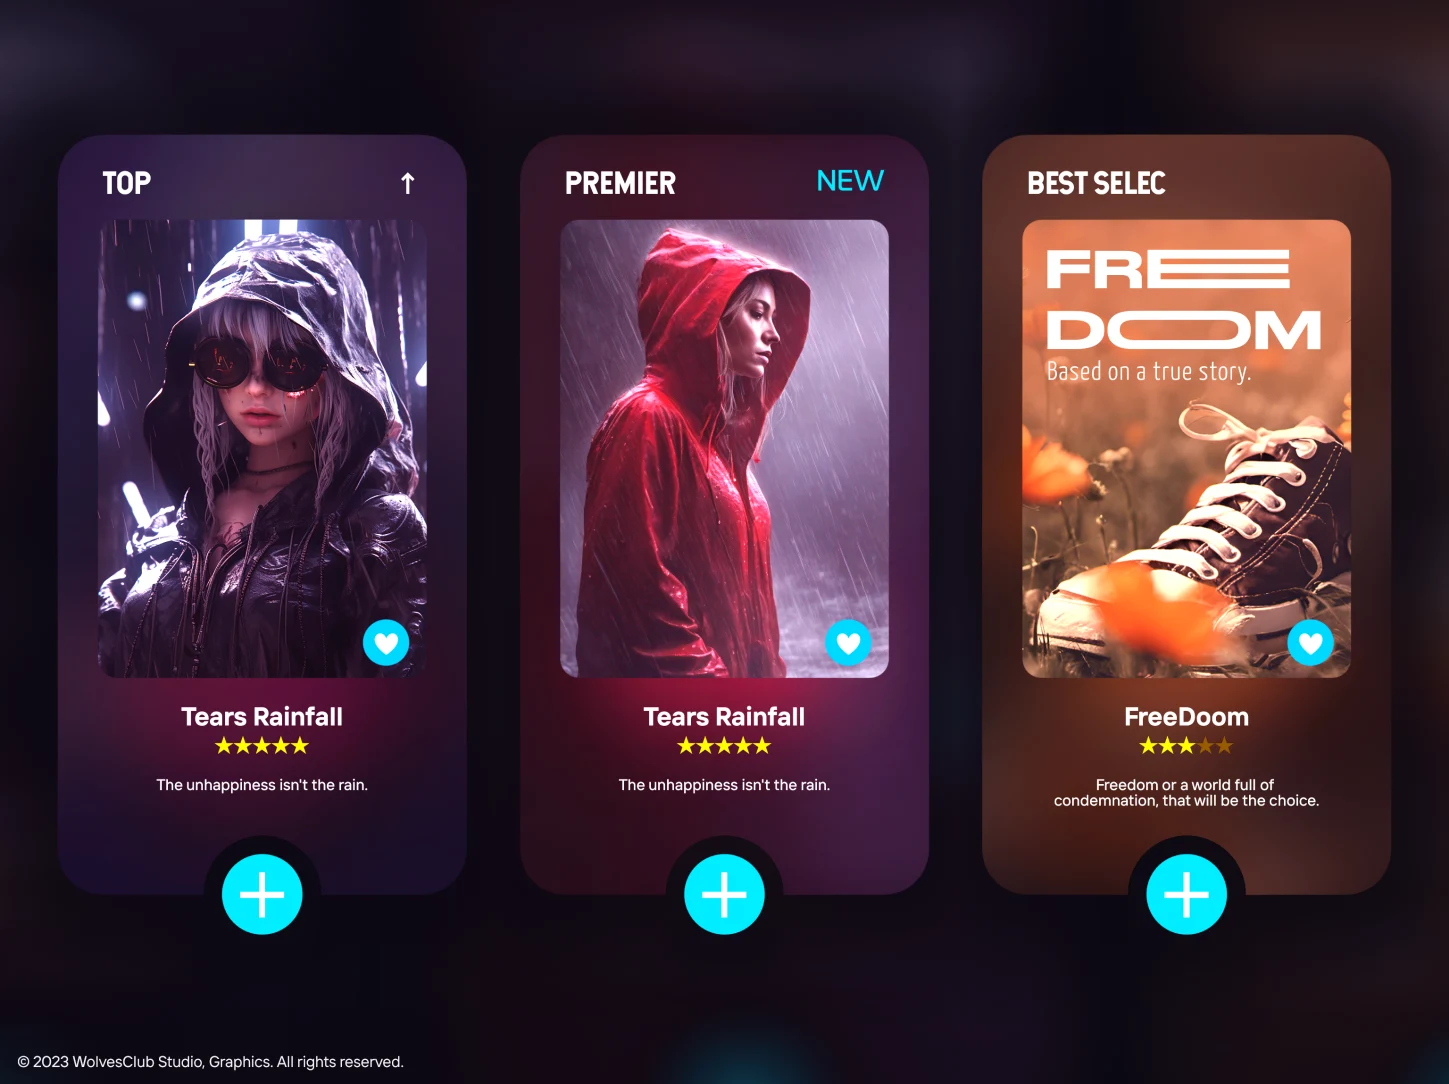 TOP
PREMIER
NEW
BEST SELEC
FREE
DOOM
Based on a true story.
Tears Rainfall
The unhappiness isn't the rain.
Tears Rainfall
The unhappiness isn't the rain.
FreeDoom
Freedom or a world full of
condemnation, that will be the choice.
© 2023 WolvesClub Studio, Graphics. All rights reserved.